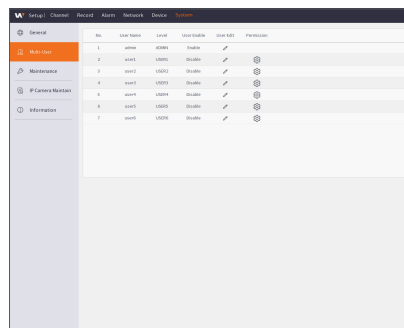 Setup | Channel Record Alarm Network Device System
General
Multi-User
Maintenance
IP Camera Maintain
Information
No. User Name Level User Enable User Edit Permission
1 admin ADMIN Enable
2 user1 USER1 Disable
3 user2 USER2 Disable
4 user3 USER3 Disable
5 user4 USER4 Disable
6 user5 USER5 Disable
7 user6 USER6 Disable